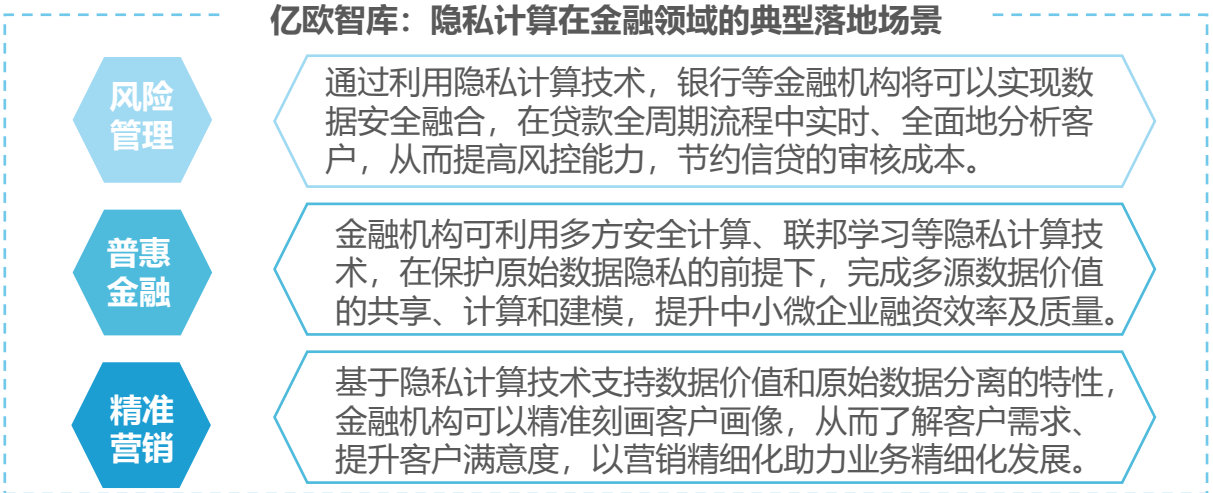 亿欧智库：隐私计算在金融领域的典型落地场景
风险
管理
通过利用隐私计算技术，银行等金融机构将可以实现数
据安全融合，在贷款全周期流程中实时、全面地分析客
户，从而提高风控能力，节约信贷的审核成本。
普惠
金融
金融机构可利用多方安全计算、联邦学习等隐私计算技
术，在保护原始数据隐私的前提下，完成多源数据价值
的共享、计算和建模，提升中小微企业融资效率及质量。
精准
营销
基于隐私计算技术支持数据价值和原始数据分离的特性，
金融机构可以精准刻画客户画像，从而了解客户需求、
提升客户满意度，以营销精细化助力业务精细化发展。